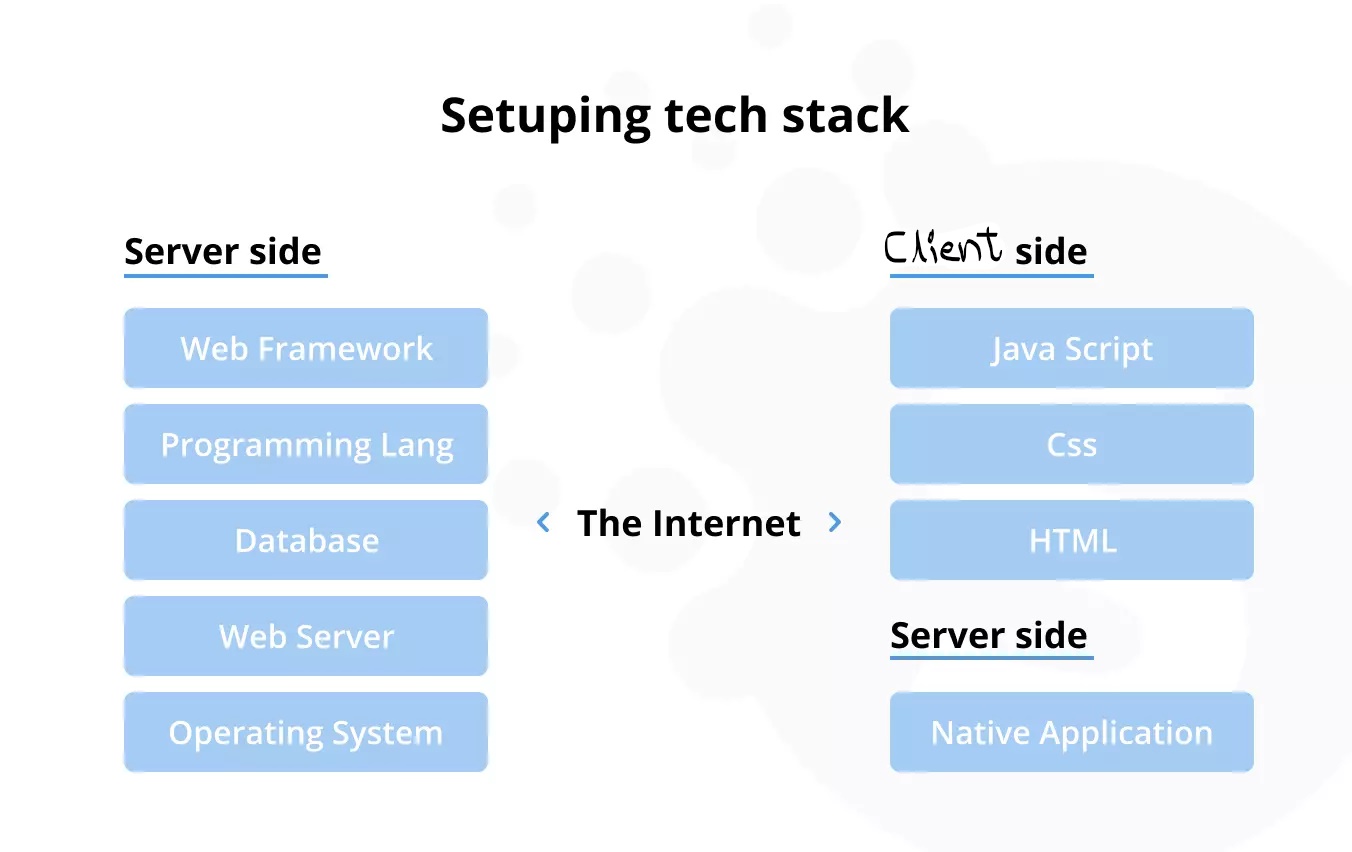 Setuping tech stack
Server side
Web Framework
Programming Lang
Database
Web Server
Operating System
< The Internet >
Client side
Java Script
Css
HTML
Server side
Native Application